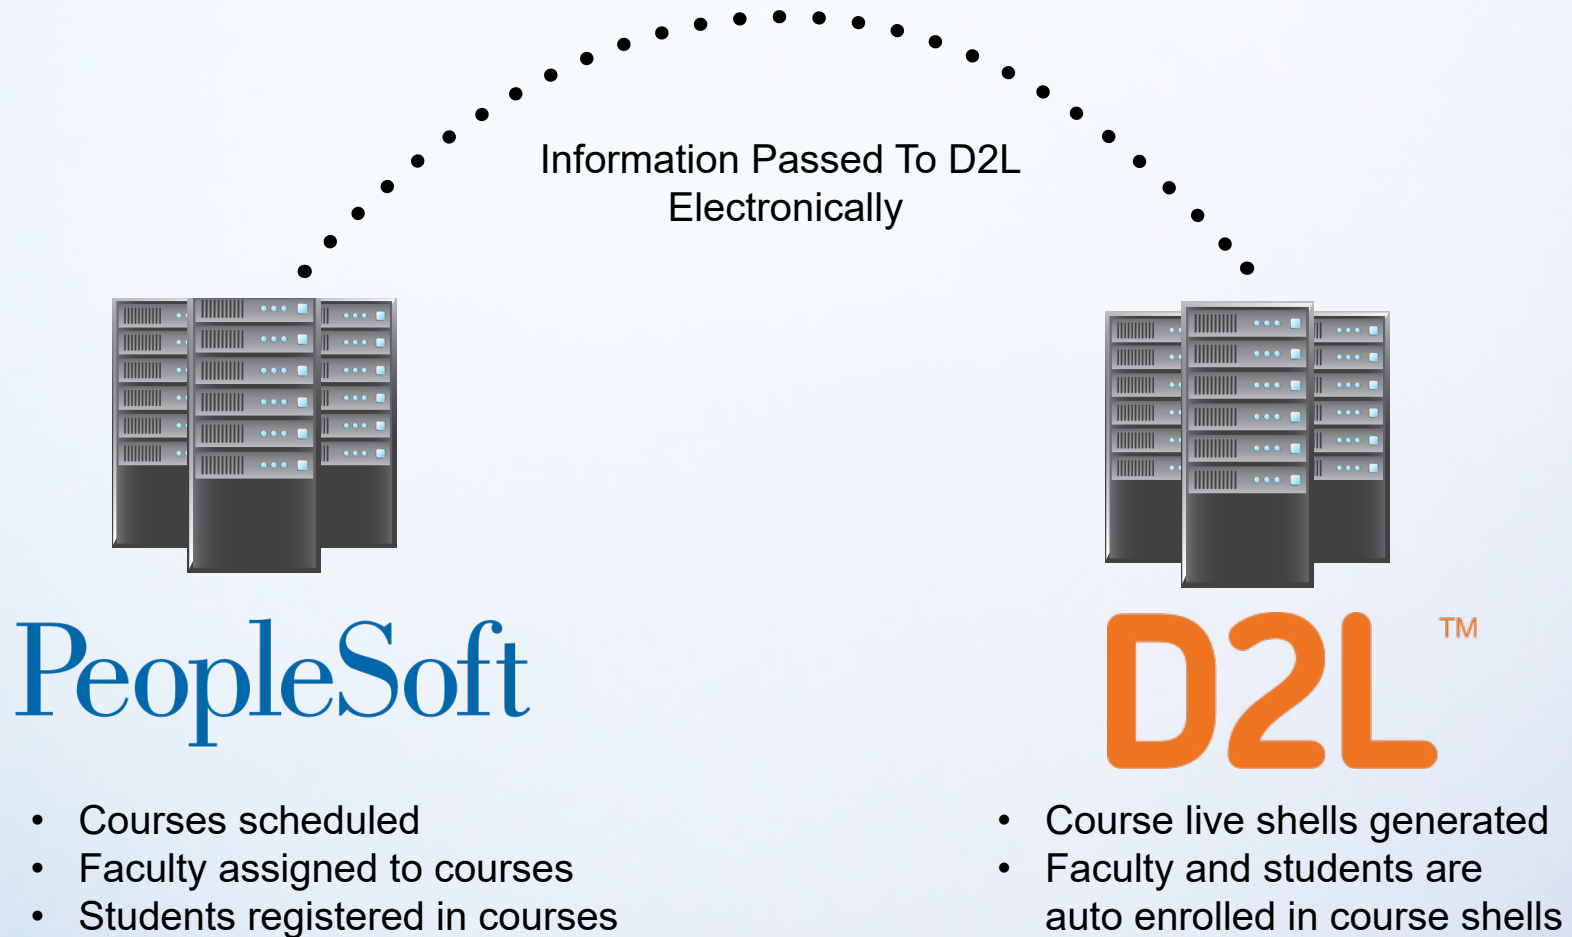 Information Passed To D2L
Electronically
PeopleSoft
D2L TM
• Courses scheduled
• Faculty assigned to courses
• Students registered in courses
• Course live shells generated
• Faculty and students are
auto enrolled in course shells